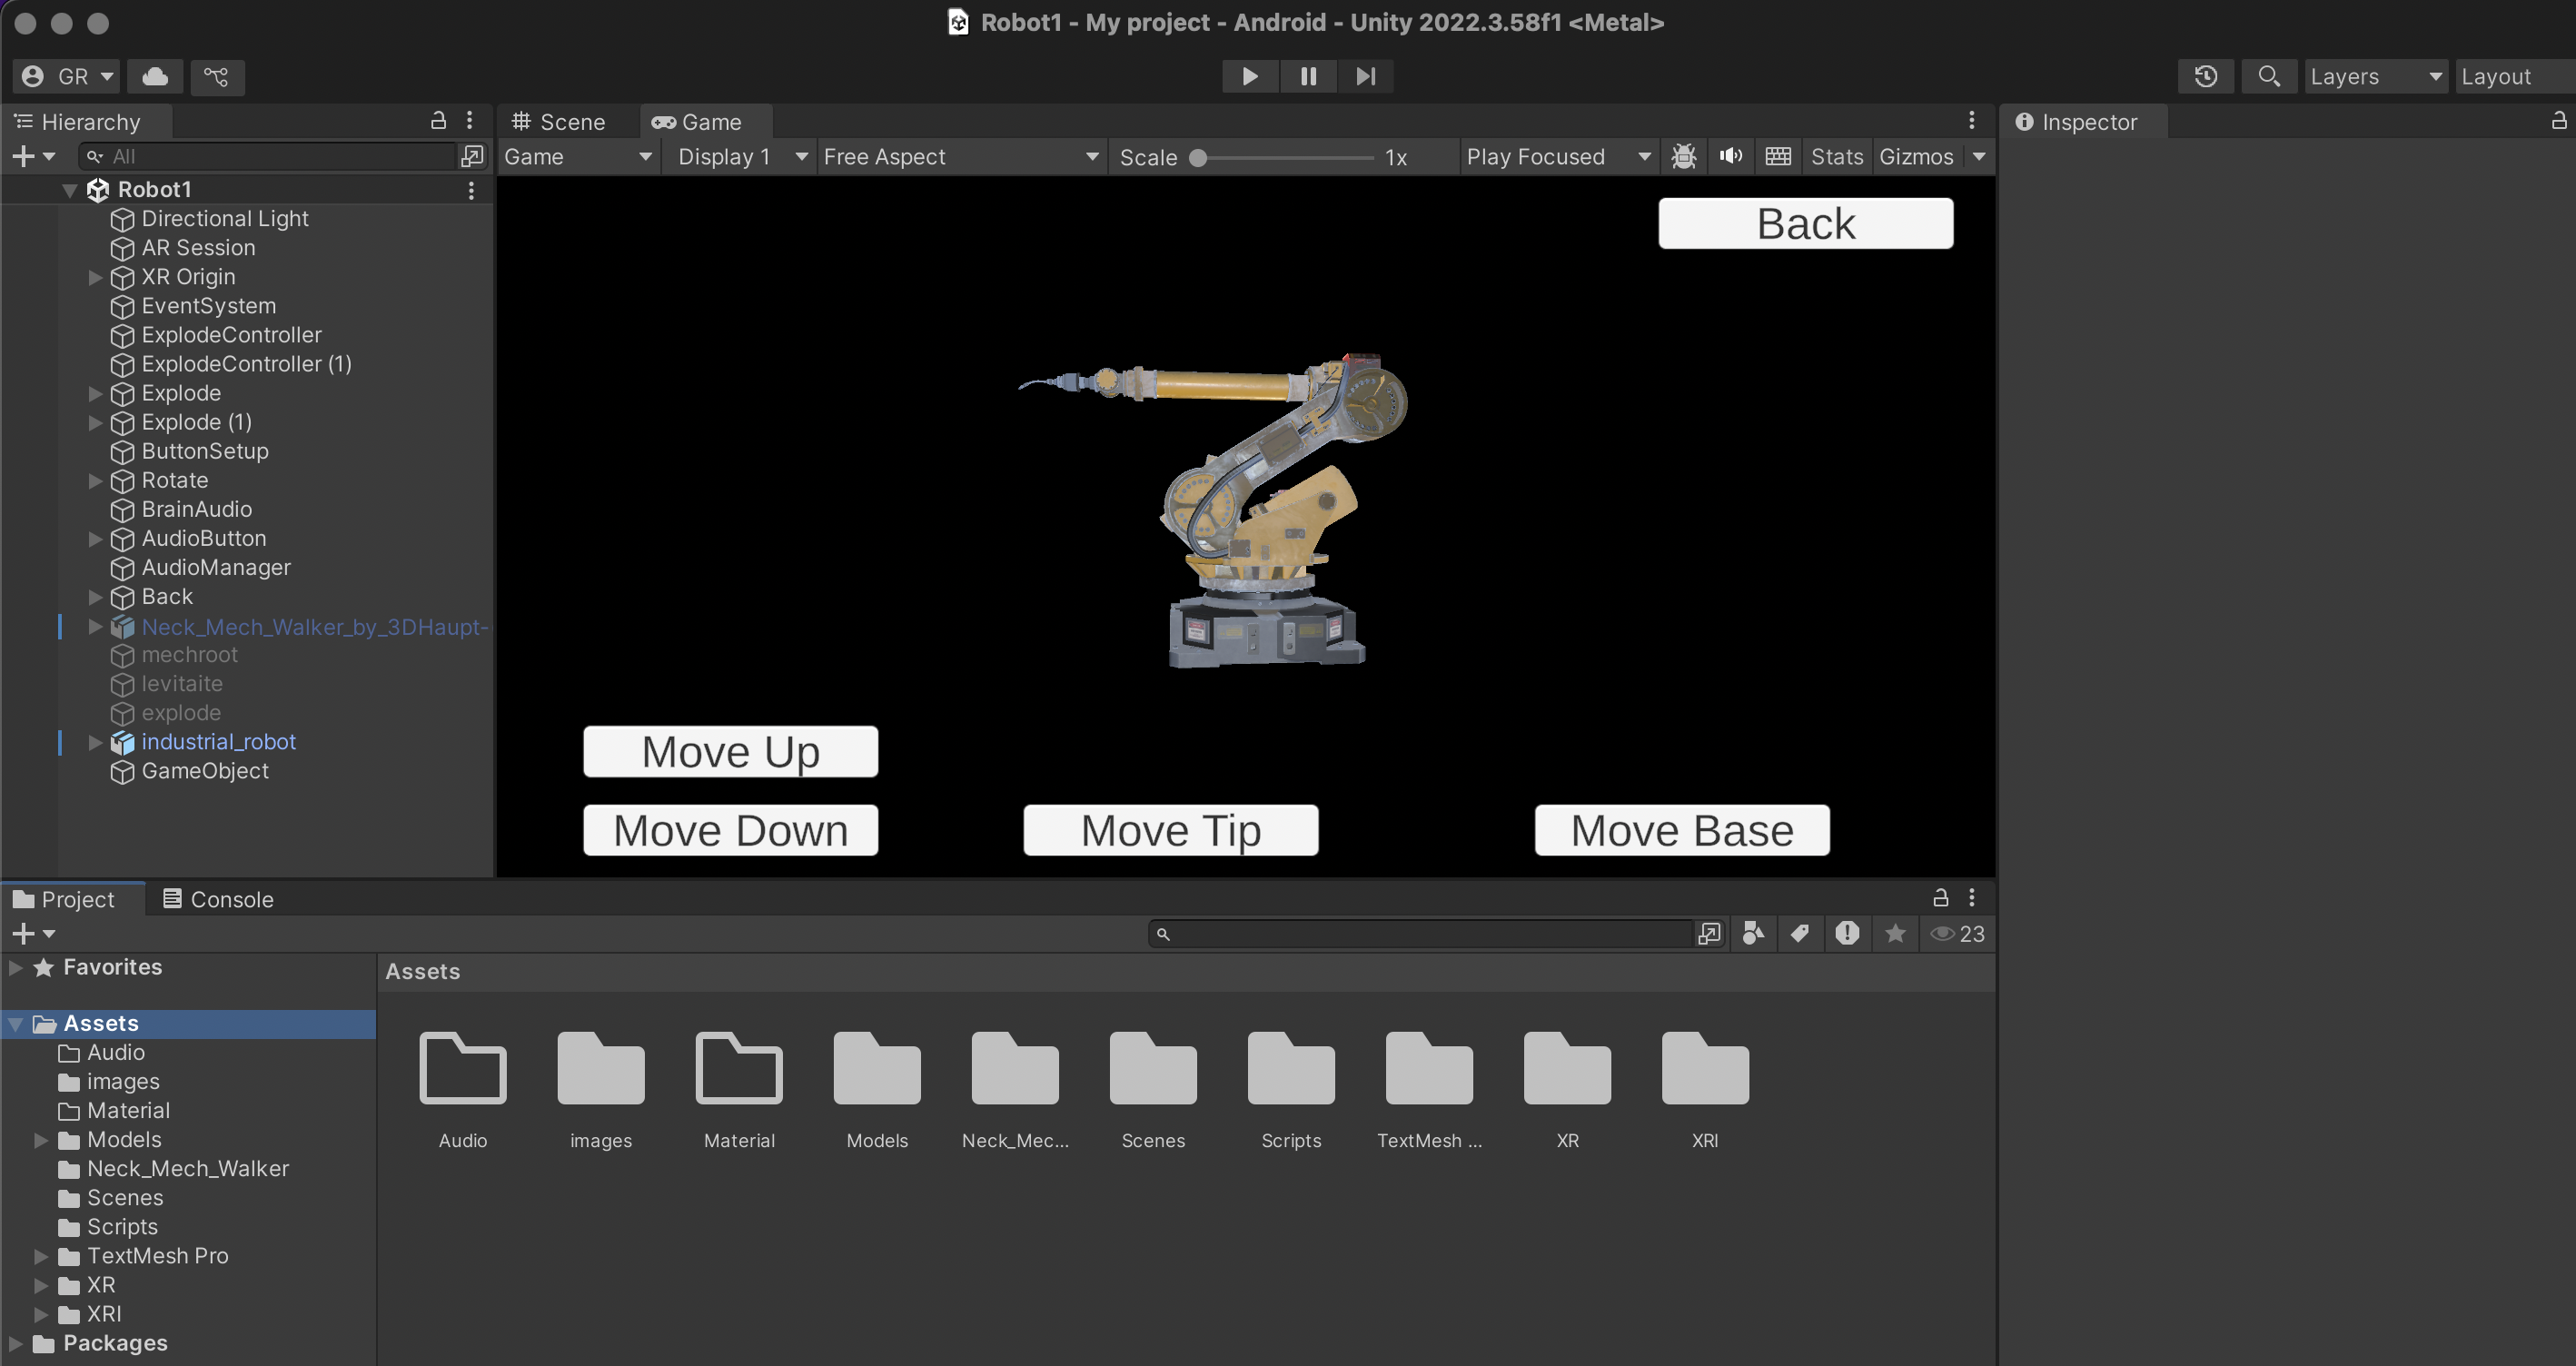 Robot1 - My project - Android - Unity 2022.3.58f1 <Metal>
GR
Layers
Layout
Hierarchy
All
Robot1
Directional Light
AR Session
XR Origin
EventSystem
ExplodeController
ExplodeController (1)
Explode
Explode (1)
ButtonSetup
Rotate
BrainAudio
AudioButton
AudioManager
Back
Neck_Mech_Walker_by_3DHaupt-
mechroot
levitaite
explode
industrial_robot
GameObject
Scene
Game
Game
Display 1
Free Aspect
Scale
1x
Play Focused
Stats
Gizmos
Back
Move Up
Move Down
Move Tip
Move Base
Inspector
Project
Console
23
Favorites
Assets
Audio
images
Material
Models
Neck_Mech_Walker
Scenes
Scripts
TextMesh Pro
XR
XRI
Packages
Assets
Audio
images
Material
Models
Neck_Mec...
Scenes
Scripts
TextMesh ...
XR
XRI